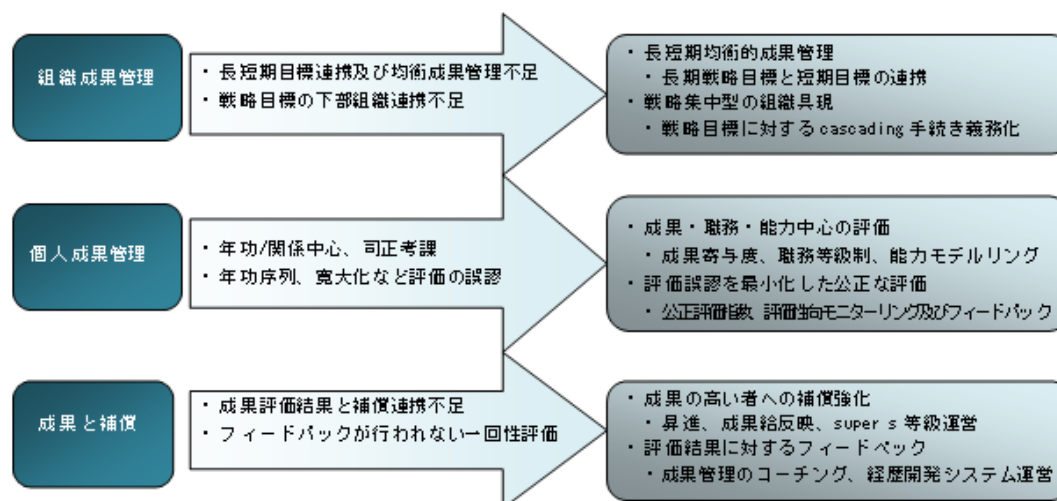 組織成果管理
・長短期目標連携及び均衡成果管理不足
・戦略目標の下部組織連携不足
・長短期均衡的成果管理
・長期戦略目標と短期目標の連携
・戦略集中型の組織具現
・戦略目標に対するcascading手続き義務化
個人成果管理
・年功/関係中心、司正考課
・年功序列、寛大化など評価の誤認
・成果・職務・能力中心の評価
・成果寄与度、職務等級制、能力モデルリング
・評価誤認を最小化した公正な評価
・公正評価指数、評価性向モニターリング及びフィードバック
成果と補償
・成果評価結果と補償連携不足
・フィードバックが行われない一回性評価
・成果の高い者への補償強化
・昇進、成果給反映、super s 等級運営
・評価結果に対するフィードペック
・成果管理のコーチング、経歴開発システム運営